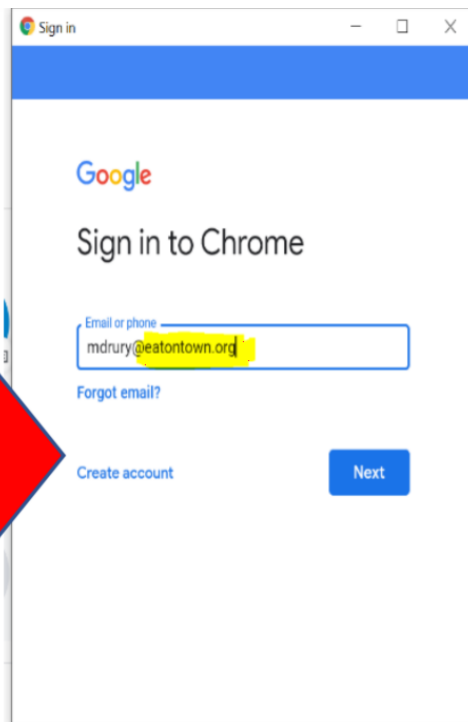 Sign in
Google
Sign in to Chrome
Email or phone
mdrury@eatontown.org
Forgot email?
Create account
Next